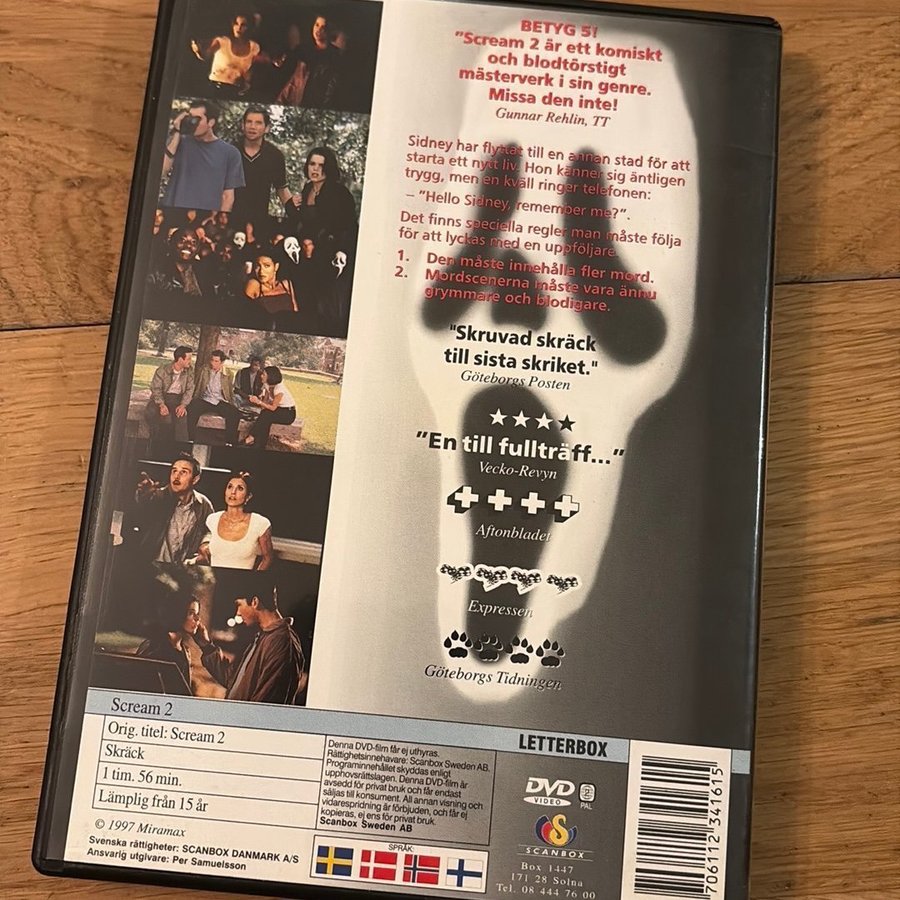 BETYG 5!
"Scream 2 är ett komiskt
och blodtörstigt
mästerverk i sin genre.
Missa den inte!
Gunnar Rehlin, TT
Sidney har flyttat till en annan stad för att
starta ett nytt liv. Hon känner sig äntligen
trygg, men en kväll ringer telefonen:
– "Hello Sidney, remember me?".
Det finns speciella regler man måste följa
för att lyckas med en uppföljare.
1. Den måste innehålla fler mord.
2. Mordscenerna måste vara ännu
grymmare och blodigare.
"Skruvad skräck
till sista skriket."
Göteborgs Posten
"En till fullträff..."
Vecko-Revyn
Aftonbladet
Expressen
Göteborgs Tidningen
Scream 2
Orig. titel: Scream 2
Skräck
1 tim. 56 min.
Lämplig från 15 år
© 1997 Miramax
Svenska rättigheter: SCANBOX DANMARK A/S
Ansvarig utgivare: Per Samuelsson
Denna DVD-film får ej uthyras.
Rättighetsinnehavare: Scanbox Sweden AB.
Programinnehållet skyddas enligt
upphovsrättslagen. Denna DVD-film är
avsedd för privat bruk och får endast
säljas till konsument. All annan visning och
vidarespridning är förbjuden, och får ej
kopieras, ej ens för privat bruk.
Scanbox Sweden AB
SPRÅK:
LETTERBOX
DVD
VIDEO
2
PAL
SCANBOX
Box 1447
171 28 Solna
Tel. 08 444 76 00
7 706112 341615